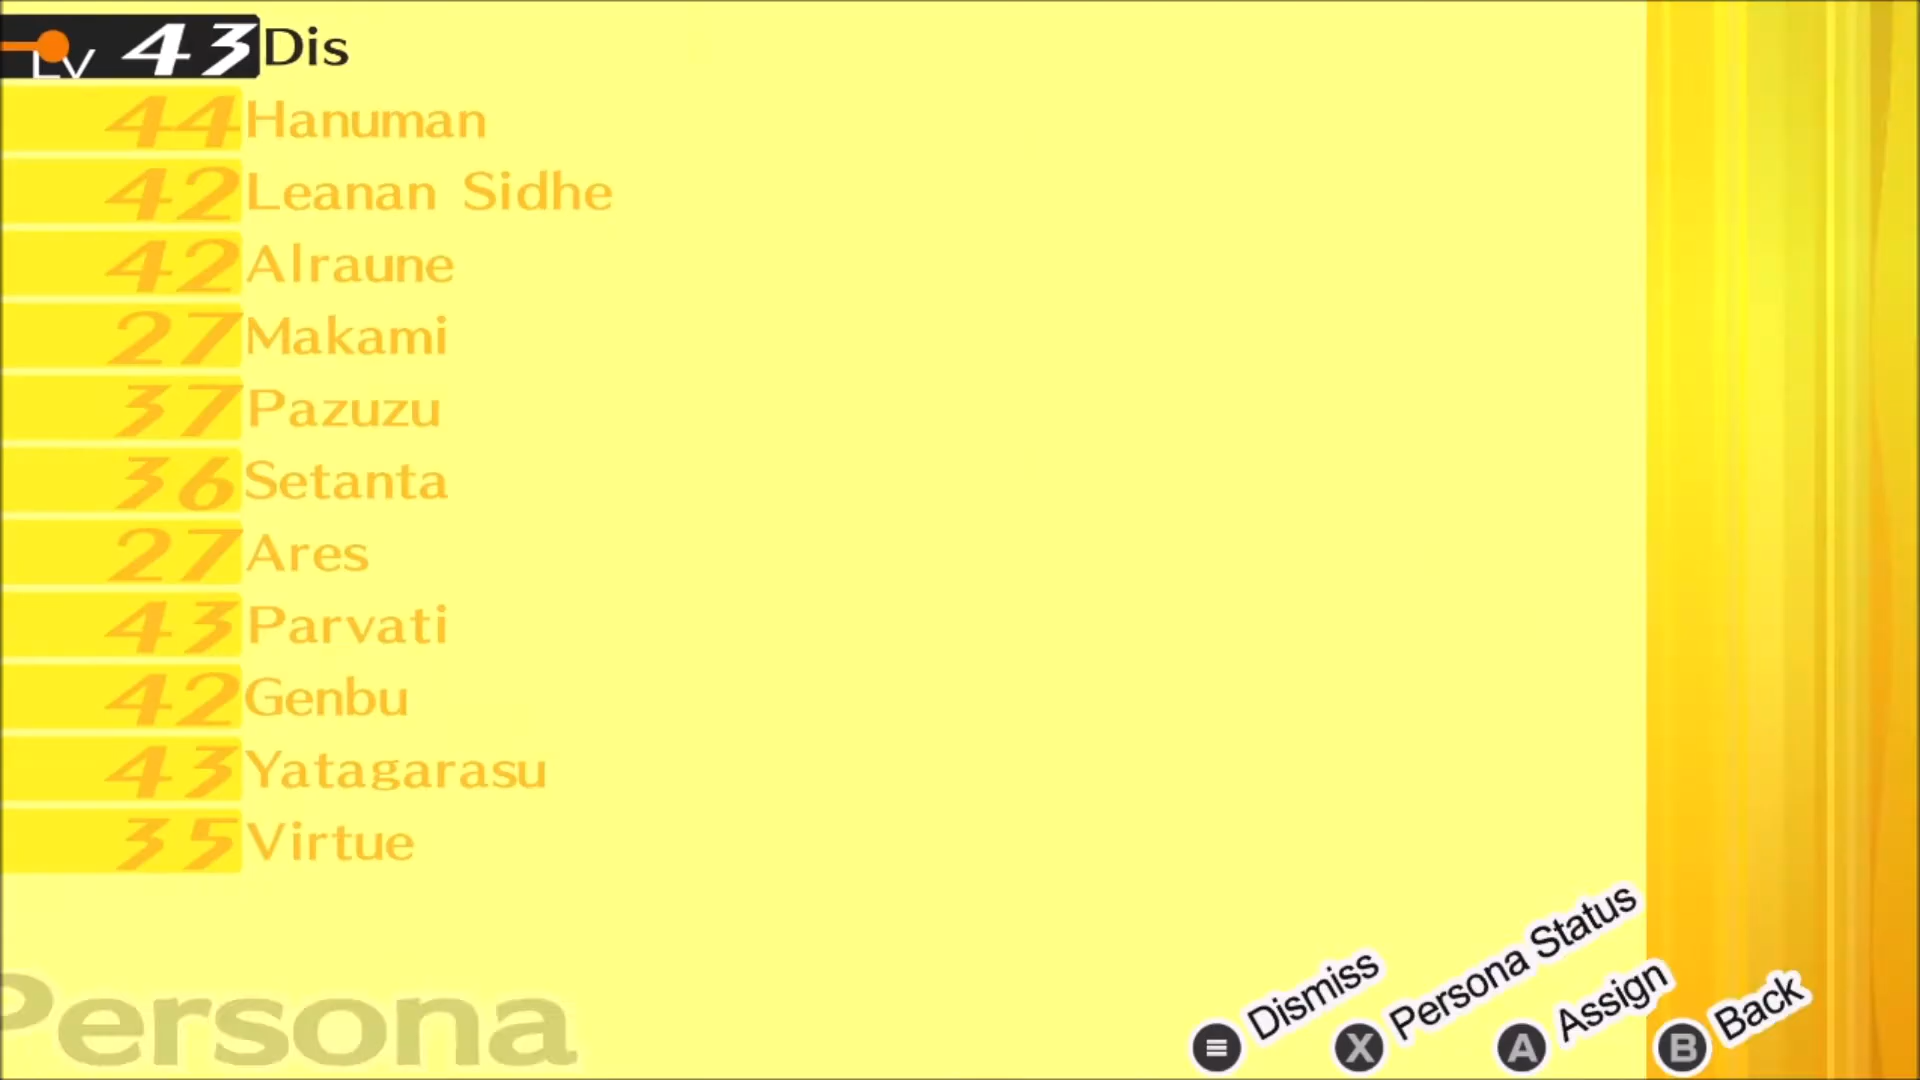 LV 43 Dis
44 Hanuman
42 Leanan Sidhe
42 Alraune
27 Makami
37 Pazuzu
36 Setanta
27 Ares
43 Parvati
42 Genbu
43 Yatagarasu
35 Virtue
Persona
Dismiss
X Persona Status
A Assign
B Back